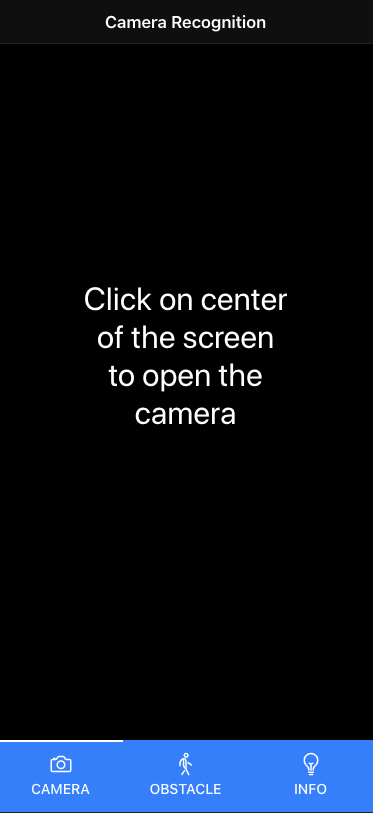 Camera Recognition
Click on center
of the screen
to open the
camera
CAMERA
OBSTACLE
INFO